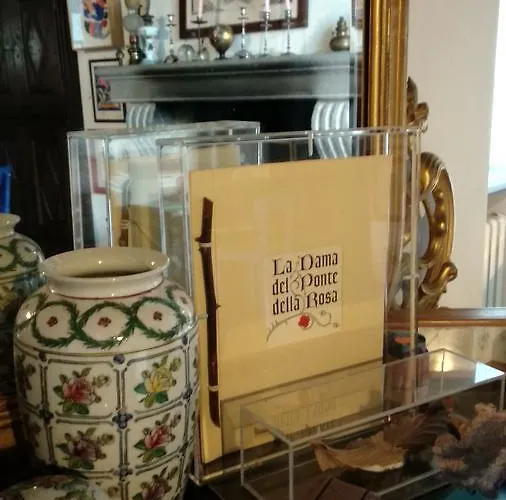 La Dama
del Ponte
della Rosa